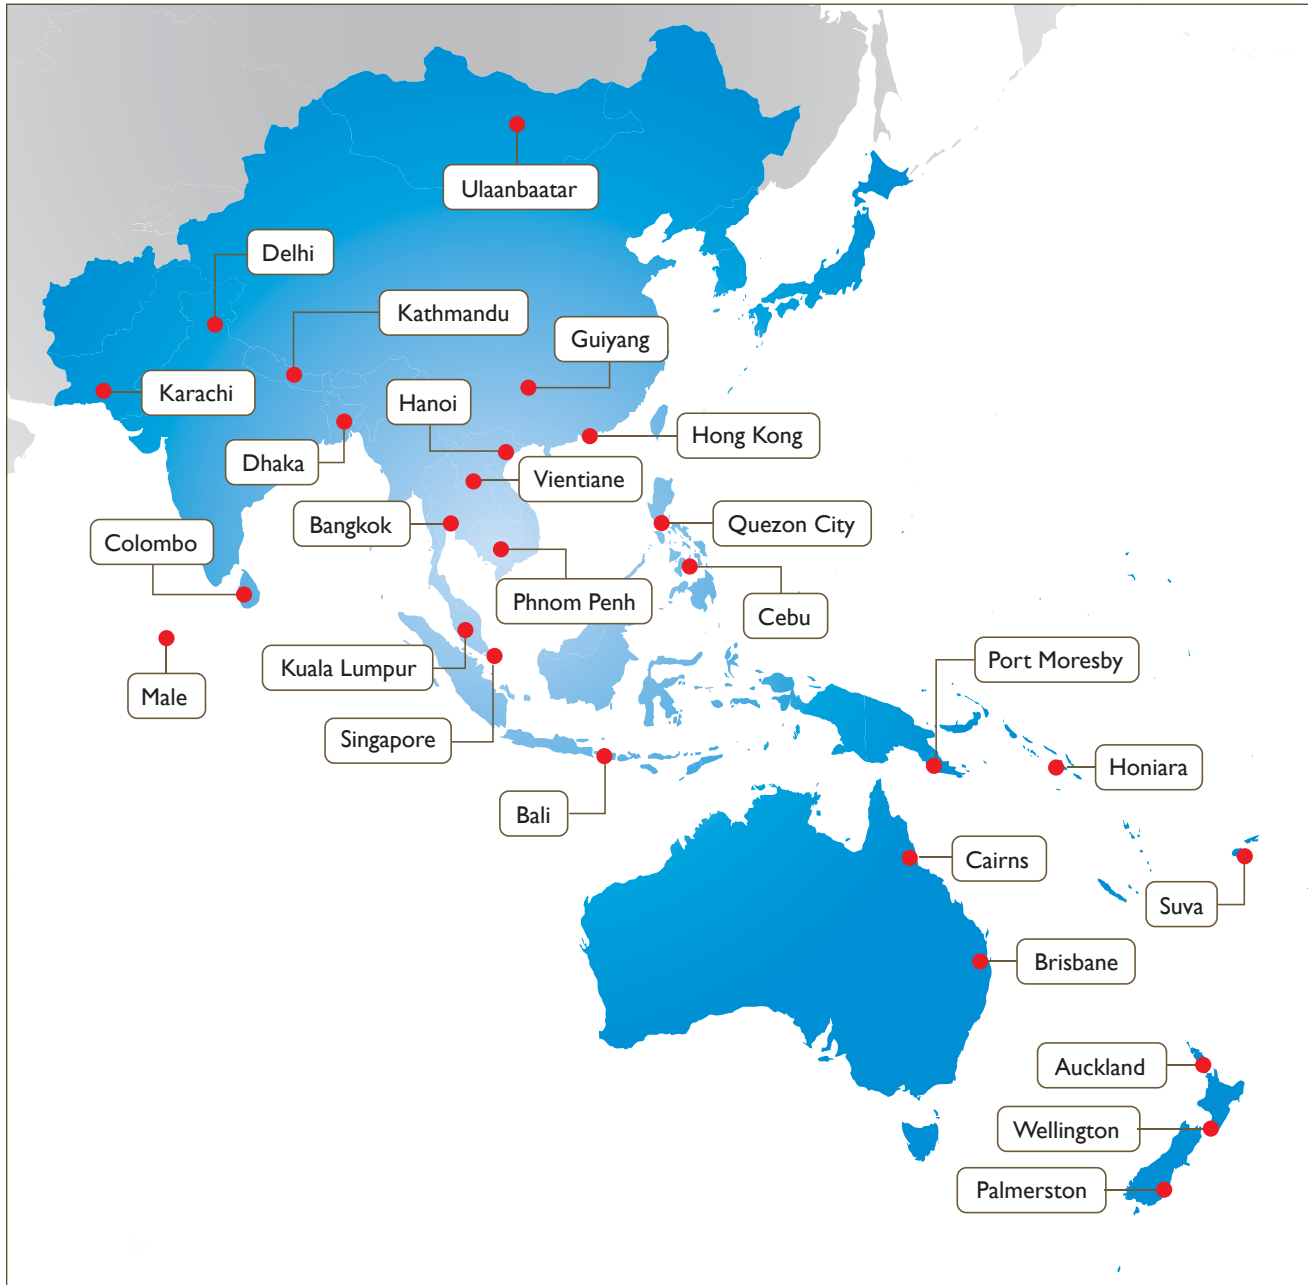 Ulaanbaatar
Delhi
Kathmandu
Guiyang
Karachi
Hanoi
Hong Kong
Dhaka
Vientiane
Bangkok
Quezon City
Colombo
Phnom Penh
Cebu
Port Moresby
Kuala Lumpur
Male
Singapore
Honiara
Bali
Cairns
Suva
Brisbane
Auckland
Wellington
Palmerston